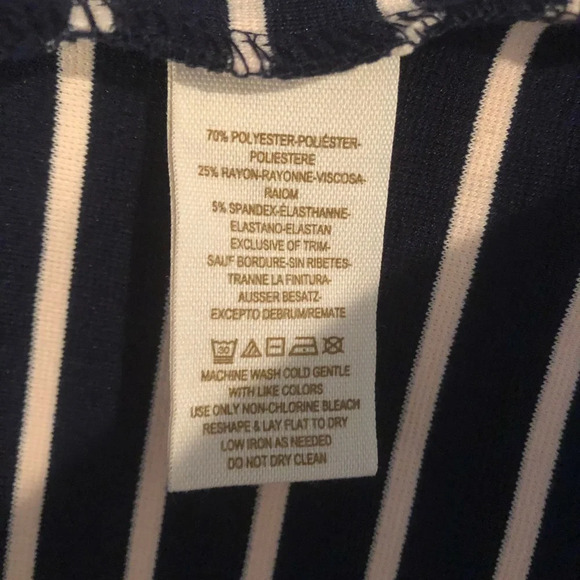 70% POLYESTER-POLIÉSTER-
POLIESTERE
25% RAYON-RAYONNE-VISCOSA-
RAIOM
5% SPANDEX-ÉLASTHANNE-
ELASTANO-ELASTAN
EXCLUSIVE OF TRIM-
SAUF BORDURE-SIN RIBETES-
TRANNE LA FINITURA-
AUSSER BESATZ-
EXCEPTO DEBRUM/REMATE
30
MACHINE WASH COLD GENTLE
WITH LIKE COLORS
USE ONLY NON-CHLORINE BLEACH
RESHAPE & LAY FLAT TO DRY
LOW IRON AS NEEDED
DO NOT DRY CLEAN